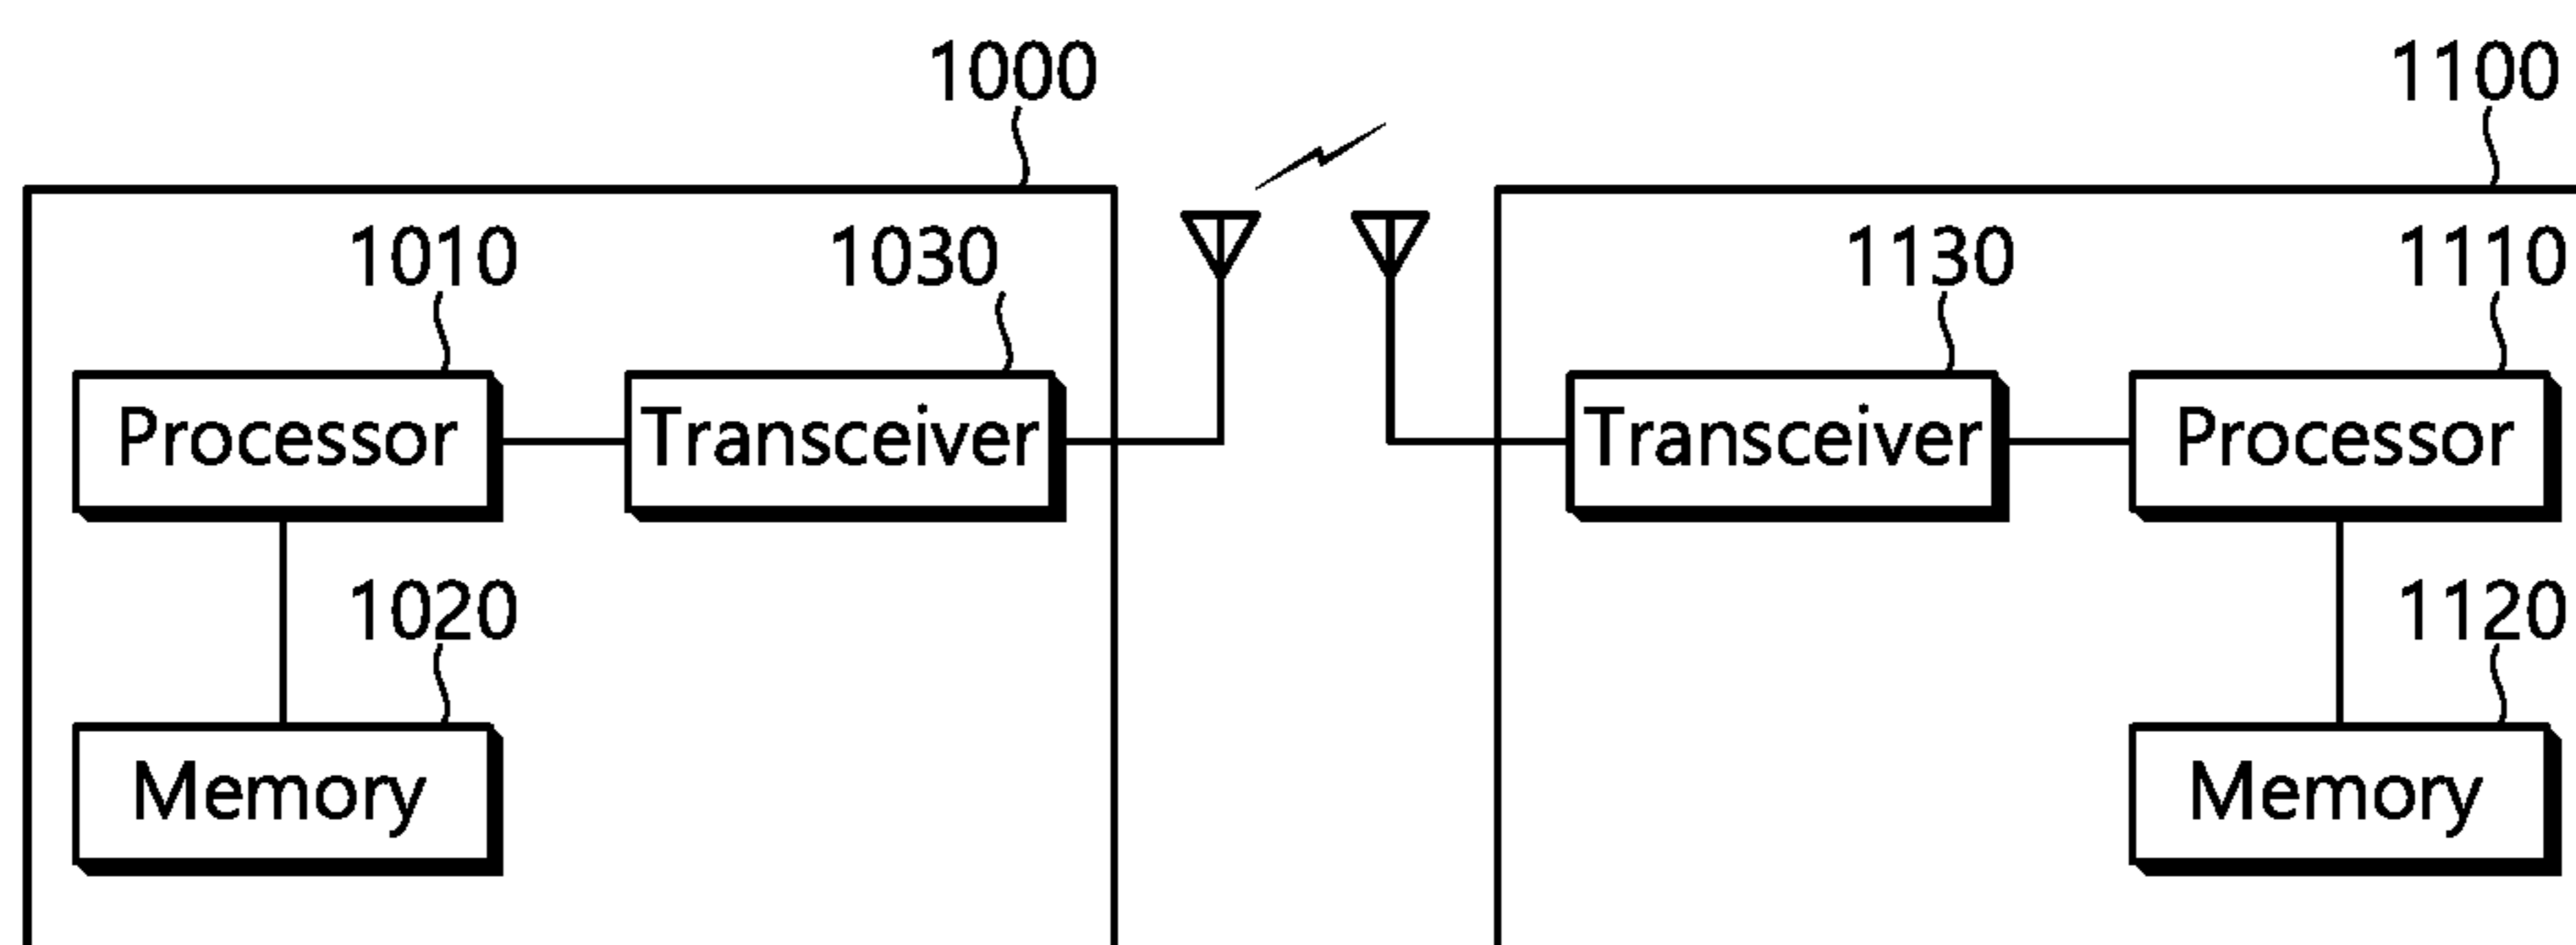 1000
1100
1010
1030
1130
1110
Processor
Transceiver
Transceiver
Processor
1020
1120
Memory
Memory